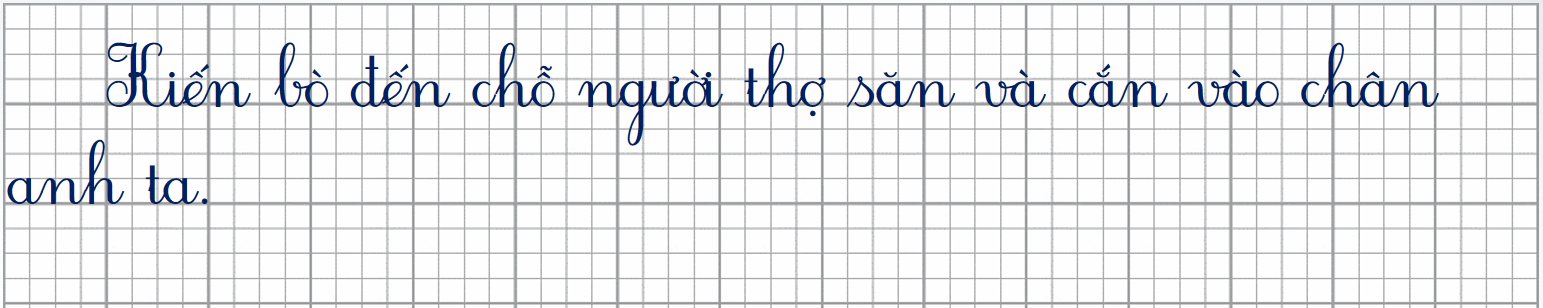 Kiến bò đến chỗ người thợ săn và cắn vào chân
anh ta.